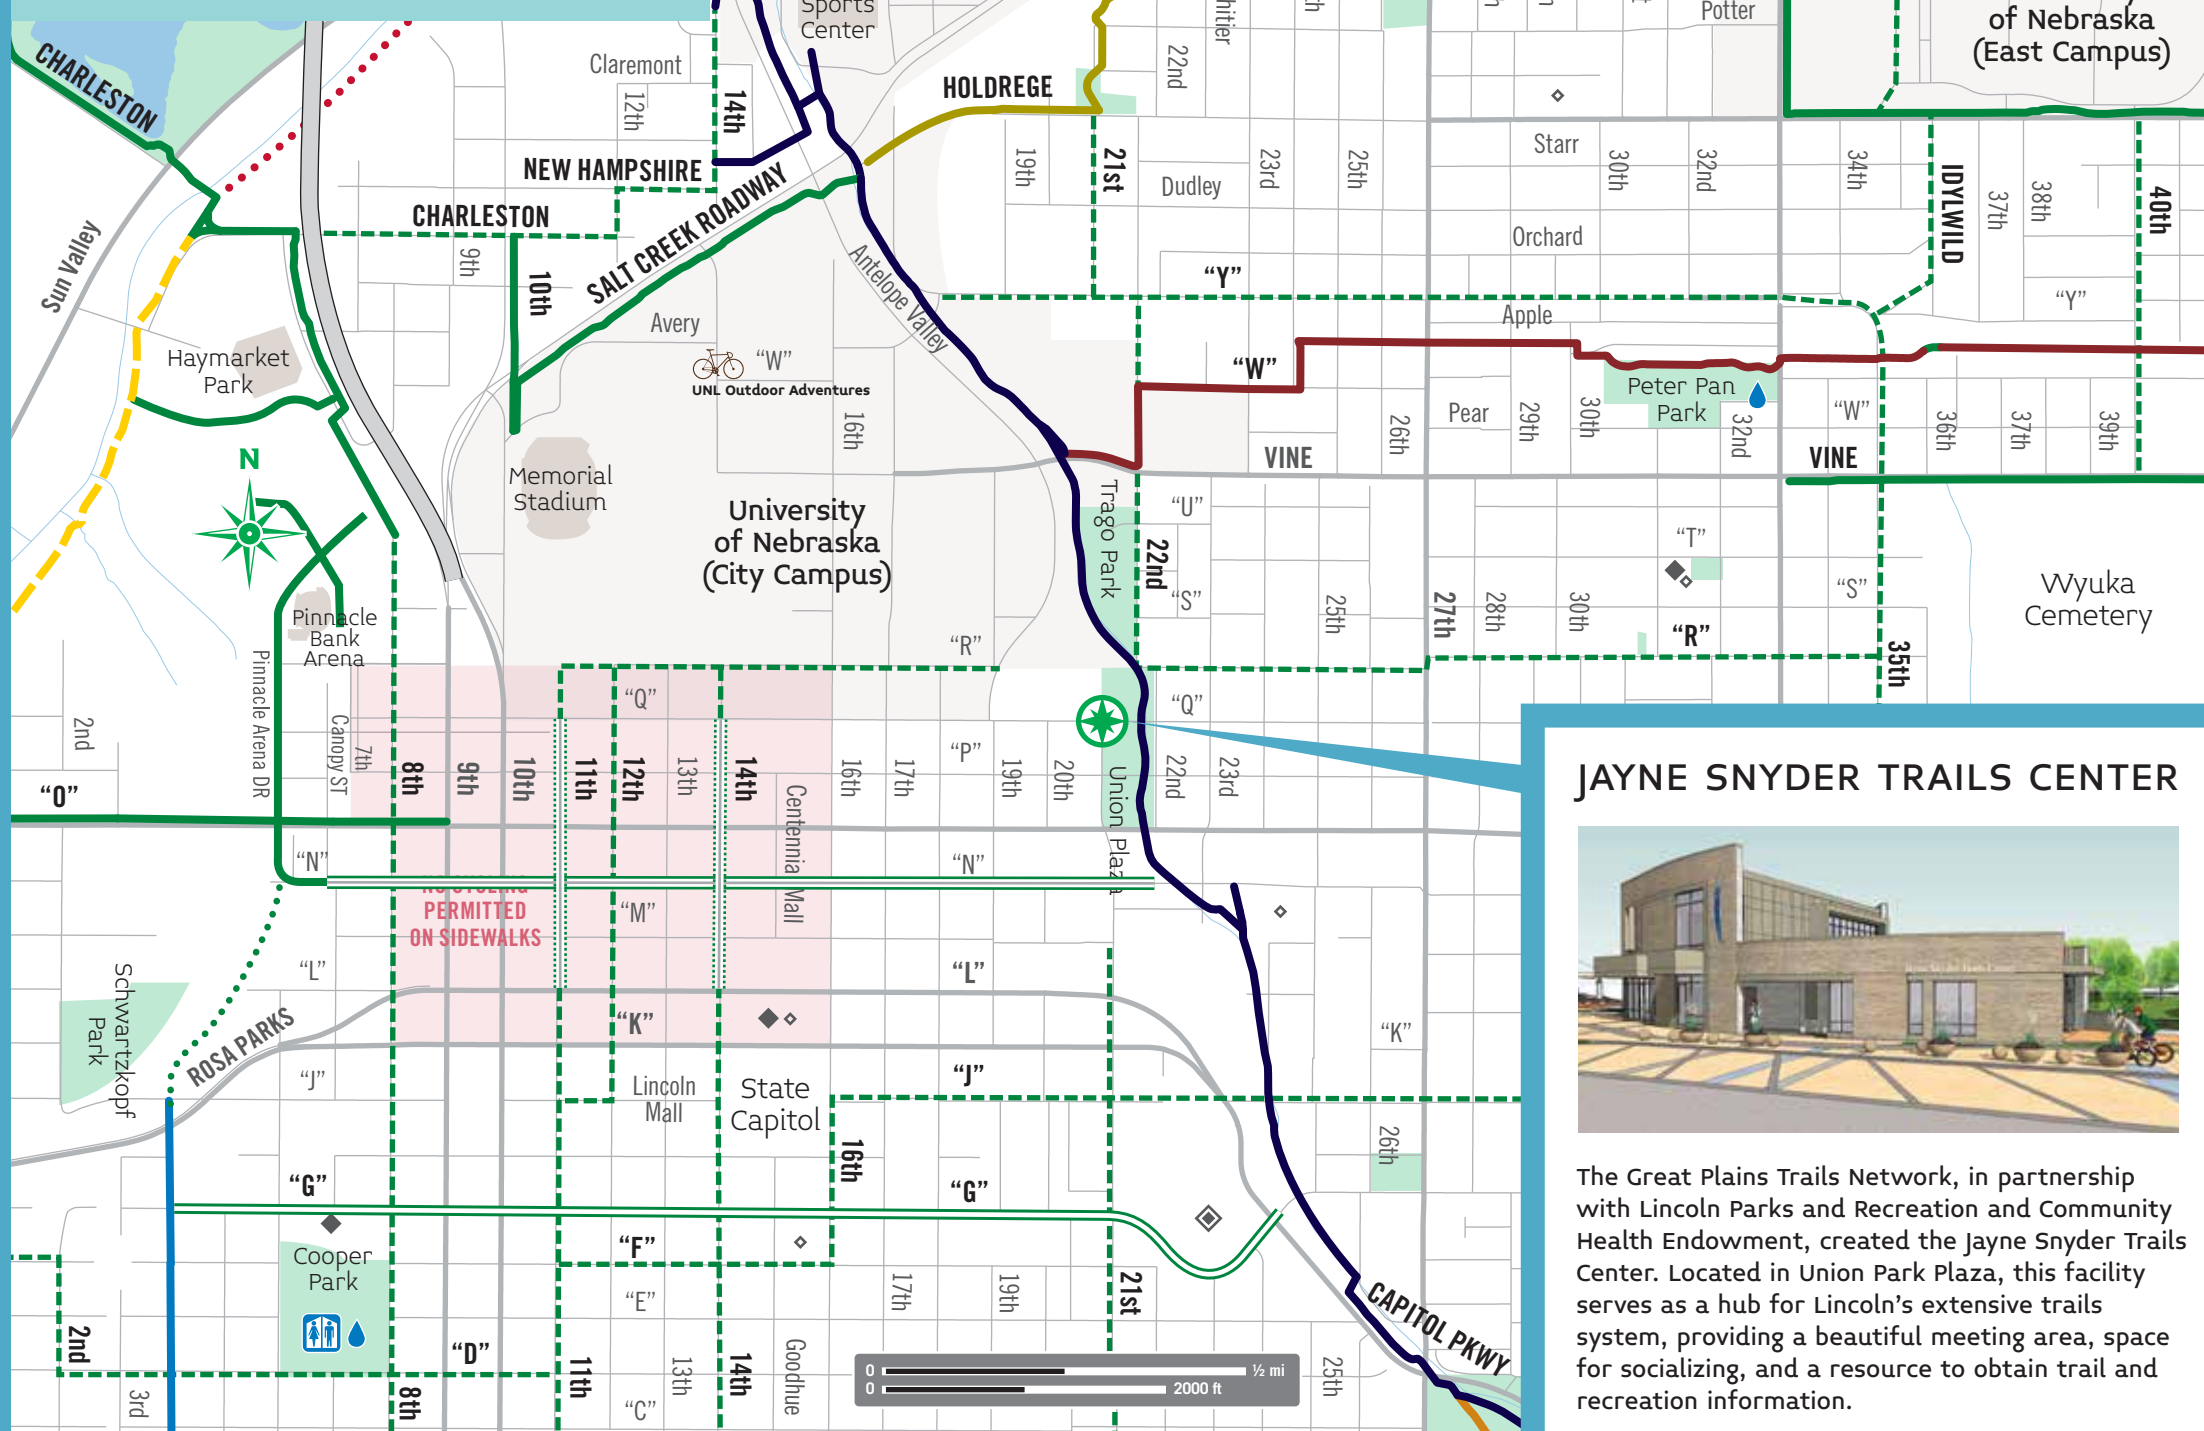 Sports
Center
hitier
Potter
of Nebraska
(East Campus)
Claremont
22nd
HOLDREGE
CHARLESTON
12th
14th
NEW HAMPSHIRE
Starr
19th
21st
Dudley
23rd
25th
30th
32nd
34th
IDYLWILD
37th
38th
40th
CHARLESTON
SALT CREEK ROADWAY
Orchard
Sun Valley
9th
10th
Antelope Valley
“Y”
“Y”
Avery
Apple
Haymarket
Park
“W”
UNL Outdoor Adventures
“W”
Peter Pan
Park
16th
26th
Pear
29th
30th
32nd
“W”
36th
37th
39th
N
VINE
VINE
Memorial
Stadium
University
of Nebraska
(City Campus)
Trago Park
“U”
22nd
“S”
“T”
“S”
Wyuka
Cemetery
Pinnacle
Bank
Arena
25th
27th
28th
30th
“R”
“R”
35th
Pinnacle Arena DR
“Q”
“Q”
2nd
Canopy ST
7th
8th
9th
10th
11th
12th
13th
14th
Centennia Mall
16th
17th
“P”
19th
20th
Union Plaza
22nd
23rd
“O”
“N”
“N”
NO CYCLING
PERMITTED
ON SIDEWALKS
“M”
“L”
“L”
Schwartzkopf
Park
ROSA PARKS
“K”
“K”
“J”
“J”
Lincoln
Mall
State
Capitol
16th
26th
“G”
“G”
“F”
Cooper
Park
“E”
17th
19th
21st
2nd
“D”
CAPITOL PKWY
3rd
8th
11th
13th
14th
Goodhue
“C”
25th
0 ½ mi
0 2000 ft
JAYNE SNYDER TRAILS CENTER
The Great Plains Trails Network, in partnership
with Lincoln Parks and Recreation and Community
Health Endowment, created the Jayne Snyder Trails
Center. Located in Union Park Plaza, this facility
serves as a hub for Lincoln’s extensive trails
system, providing a beautiful meeting area, space
for socializing, and a resource to obtain trail and
recreation information.